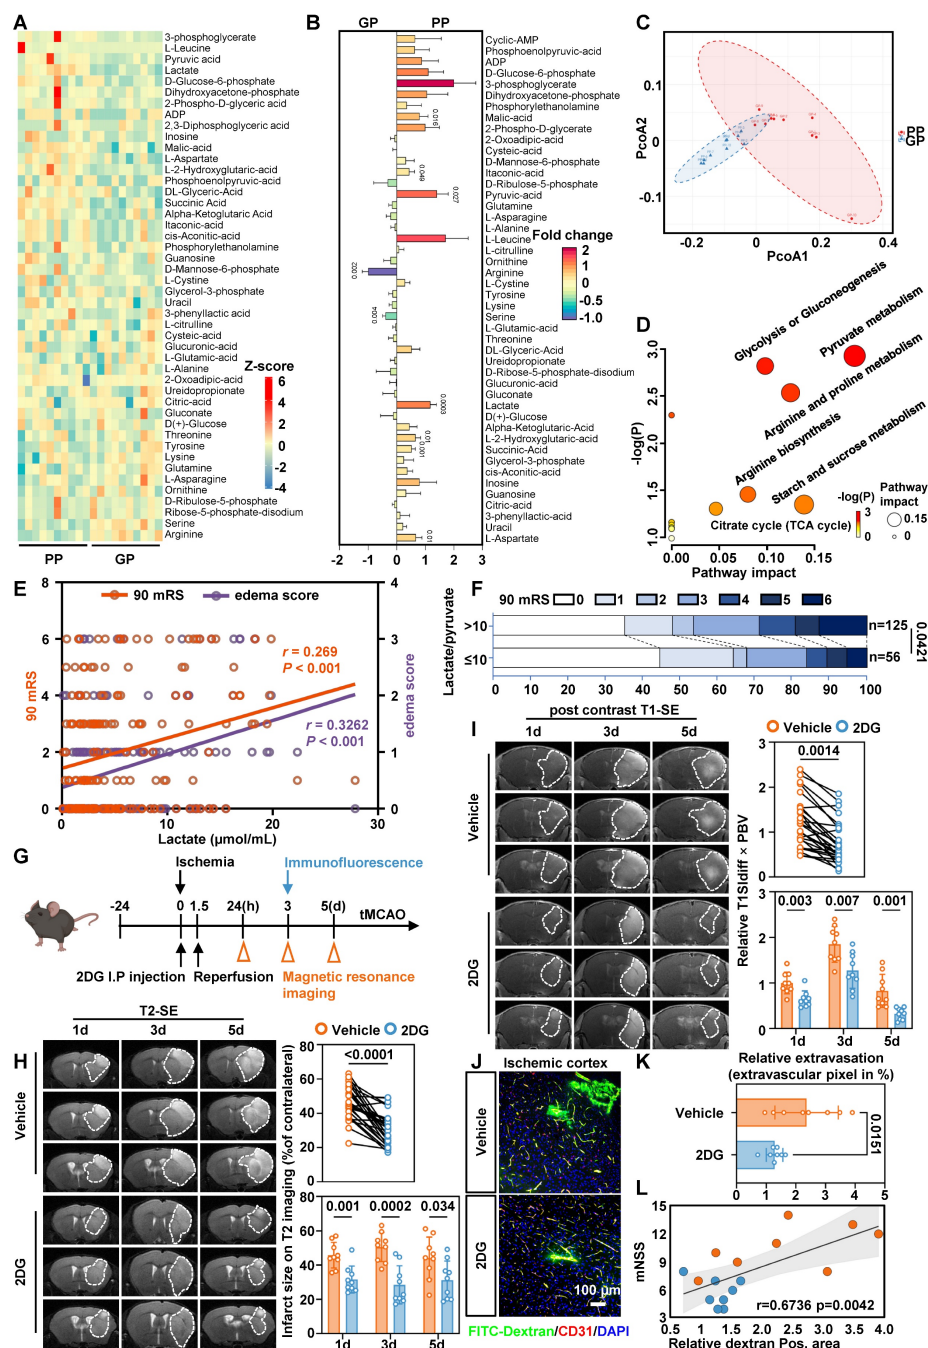 A
3-phosphoglycerate
L-Leucine
Pyruvic acid
Lactate
D-Glucose-6-phosphate
Dihydroxyacetone-phosphate
2-Phospho-D-glyceric acid
ADP
2,3-Diphosphoglyceric acid
Inosine
Malic-acid
L-Aspartate
L-2-Hydroxyglutaric-acid
Phosphoenolpyruvic-acid
DL-Glyceric-Acid
Succinic Acid
Alpha-Ketoglutaric Acid
Itaconic-acid
cis-Aconitic-acid
Phosphorylethanolamine
Guanosine
D-Mannose-6-phosphate
L-Cystine
Glycerol-3-phosphate
Uracil
3-phenyllactic acid
L-citrulline
Cysteic-acid
Glucuronic-acid
L-Glutamic-acid
L-Alanine
2-Oxoadipic-acid
Ureidopropionate
Citric-acid
Gluconate
D(+)-Glucose
Threonine
Tyrosine
Lysine
Glutamine
L-Asparagine
Ornithine
D-Ribulose-5-phosphate
Ribose-5-phosphate-disodium
Serine
Arginine
Z-score
6
4
2
0
-2
-4
PP GP
B
GP PP
Cyclic-AMP
Phosphoenolpyruvic-acid
ADP
D-Glucose-6-phosphate
3-phosphoglycerate
Dihydroxyacetone-phosphate
Phosphorylethanolamine
Malic-acid
2-Phospho-D-glycerate
2-Oxoadipic-acid
Cysteic-acid
D-Mannose-6-phosphate
Itaconic-acid
D-Ribulose-5-phosphate
Pyruvic-acid
Glutamine
L-Asparagine
L-Alanine
L-Leucine
L-citrulline
Ornithine
Arginine
L-Cystine
Tyrosine
Lysine
Serine
L-Glutamic-acid
Threonine
DL-Glyceric-Acid
Ureidopropionate
D-Ribose-5-phosphate-disodium
Glucuronic-acid
Gluconate
Lactate
D(+)-Glucose
Alpha-Ketoglutaric-Acid
L-2-Hydroxyglutaric-acid
Succinic-Acid
Glycerol-3-phosphate
cis-Aconitic-acid
Inosine
Guanosine
Citric-acid
3-phenyllactic-acid
Uracil
L-Aspartate
0.016
0.049
0.027
0.002
0.004
0.0003
0.01
0.001
0.01
Fold change
2
1
0
-0.5
-1.0
-2 -1 0 1 2 3
C
PcoA2
0.1
0
-0.1
-0.2 0 0.2 0.4
PcoA1
PP
GP
D
-log(P)
3.0
2.5
2.0
1.5
1.0
Glycolysis or Gluconeogenesis
Pyruvate metabolism
Arginine and proline metabolism
Arginine biosynthesis
Starch and sucrose metabolism
Citrate cycle (TCA cycle)
-log(P)
3
0
Pathway
impact
0.15
0
0.00 0.05 0.10 0.15
Pathway impact
E
90 mRS edema score
8
6
4
2
0
4
3
2
1
0
r = 0.269
P < 0.001
r = 0.3262
P < 0.001
90 mRS
edema score
0 10 20 30
Lactate (μmol/mL)
F
90 mRS 0 1 2 3 4 5 6
Lactate/pyruvate
>10
≤10
n=125
n=56
0.0421
0 10 20 30 40 50 60 70 80 90 100
G
Ischemia
Immunofluorescence
-24 0 1.5 24(h) 3 5(d) tMCAO
2DG I.P injection Reperfusion Magnetic resonance
imaging
H
T2-SE
1d 3d 5d
Vehicle
2DG
Vehicle 2DG
<0.0001
80
60
40
20
0
Infarct size on T2 imaging (%of contralateral)
80
60
40
20
0
0.001 0.0002 0.034
1d 3d 5d
I
post contrast T1-SE
1d 3d 5d
Vehicle
2DG
Vehicle 2DG
0.0014
3
2
1
0
Relative T1SIdiff × PBV
3
2
1
0
0.003 0.007 0.001
1d 3d 5d
J
Ischemic cortex
Vehicle
2DG
100 μm
FITC-Dextran/CD31/DAPI
K
Relative extravasation
(extravascular pixel in %)
Vehicle
2DG
0.0151
0 1 2 3 4 5
L
mNSS
15
12
9
6
3
r=0.6736 p=0.0042
0.5 1.0 1.5 2.0 2.5 3.0 3.5 4.0
Relative dextran Pos. area